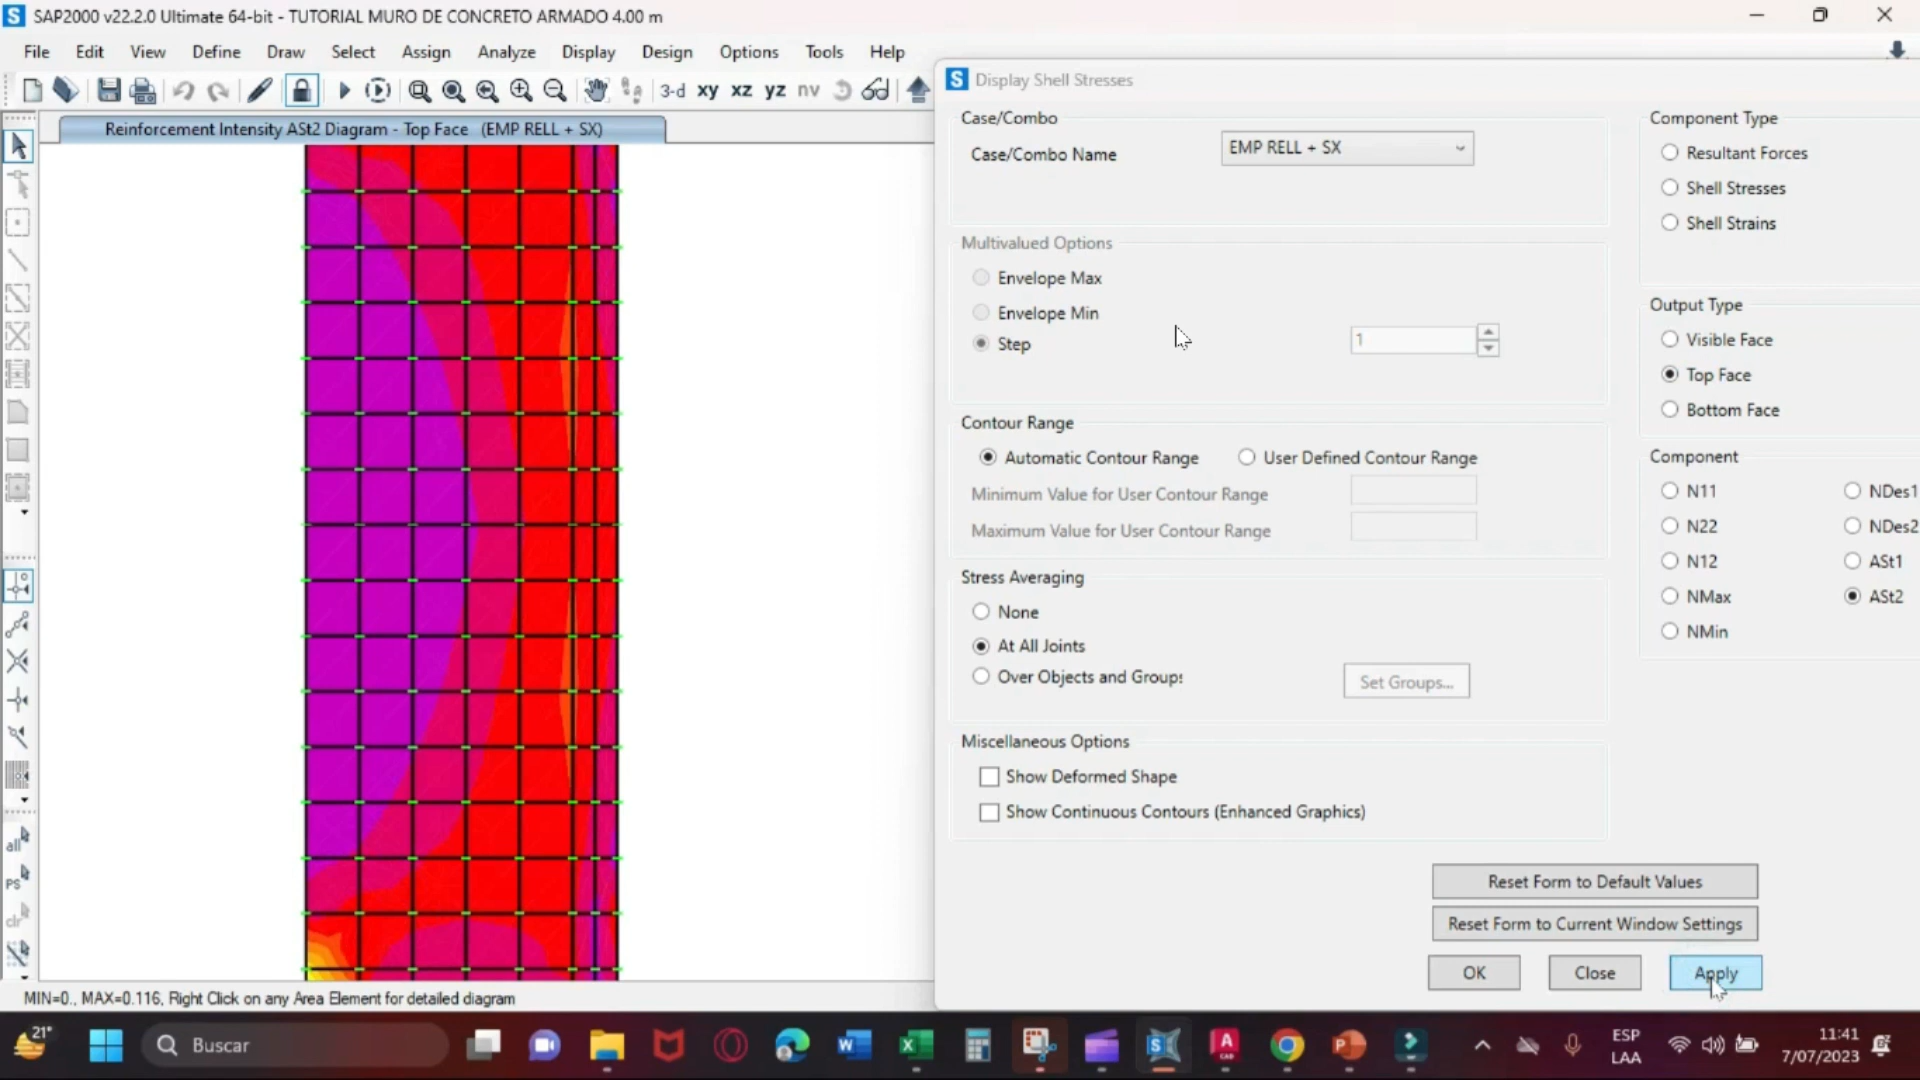 SAP2000 v22.2.0 Ultimate 64-bit - TUTORIAL MURO DE CONCRETO ARMADO 4.00 m
File Edit View Define Draw Select Assign Analyze Display Design Options Tools Help
3-d xy xz yz nv
Reinforcement Intensity ASt2 Diagram - Top Face (EMP RELL + SX)
all
PS
clr
MIN=0., MAX=0.116, Right Click on any Area Element for detailed diagram
Display Shell Stresses
Case/Combo
Case/Combo Name EMP RELL + SX
Multivalued Options
Envelope Max
Envelope Min
Step 1
Contour Range
Automatic Contour Range User Defined Contour Range
Minimum Value for User Contour Range
Maximum Value for User Contour Range
Stress Averaging
None
At All Joints
Over Objects and Groups Set Groups...
Miscellaneous Options
Show Deformed Shape
Show Continuous Contours (Enhanced Graphics)
Component Type
Resultant Forces
Shell Stresses
Shell Strains
Output Type
Visible Face
Top Face
Bottom Face
Component
N11 NDes1
N22 NDes2
N12 ASt1
NMax ASt2
NMin
Reset Form to Default Values
Reset Form to Current Window Settings
OK Close Apply
21°
Buscar
ESP
LAA
11:41
7/07/2023